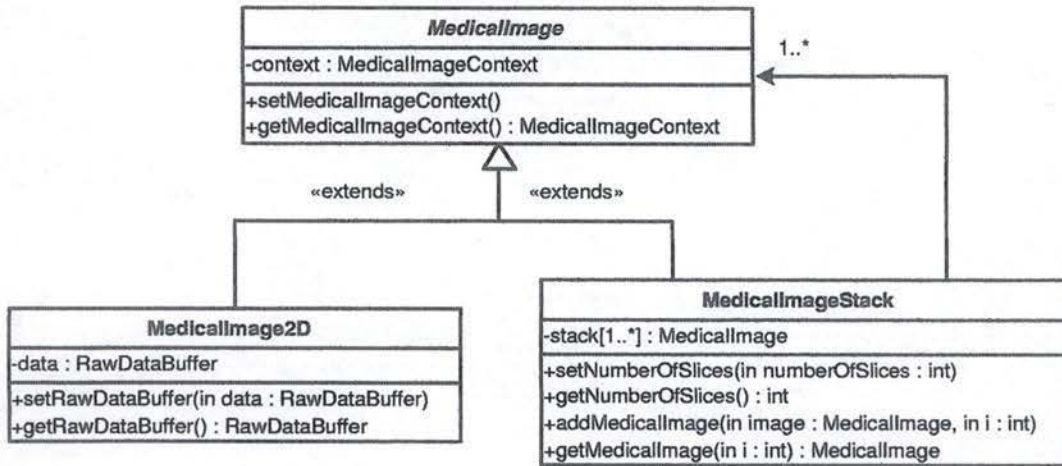 MedicalImage
-context : MedicalImageContext
+setMedicalImageContext()
+getMedicalImageContext() : MedicalImageContext
1..*
«extends»
«extends»
MedicalImage2D
-data : RawDataBuffer
+setRawDataBuffer(in data : RawDataBuffer)
+getRawDataBuffer() : RawDataBuffer
MedicalImageStack
-stack[1..*] : MedicalImage
+setNumberOfSlices(in numberOfSlices : int)
+getNumberOfSlices() : int
+addMedicalImage(in image : MedicalImage, in i : int)
+getMedicalImage(in i : int) : MedicalImage